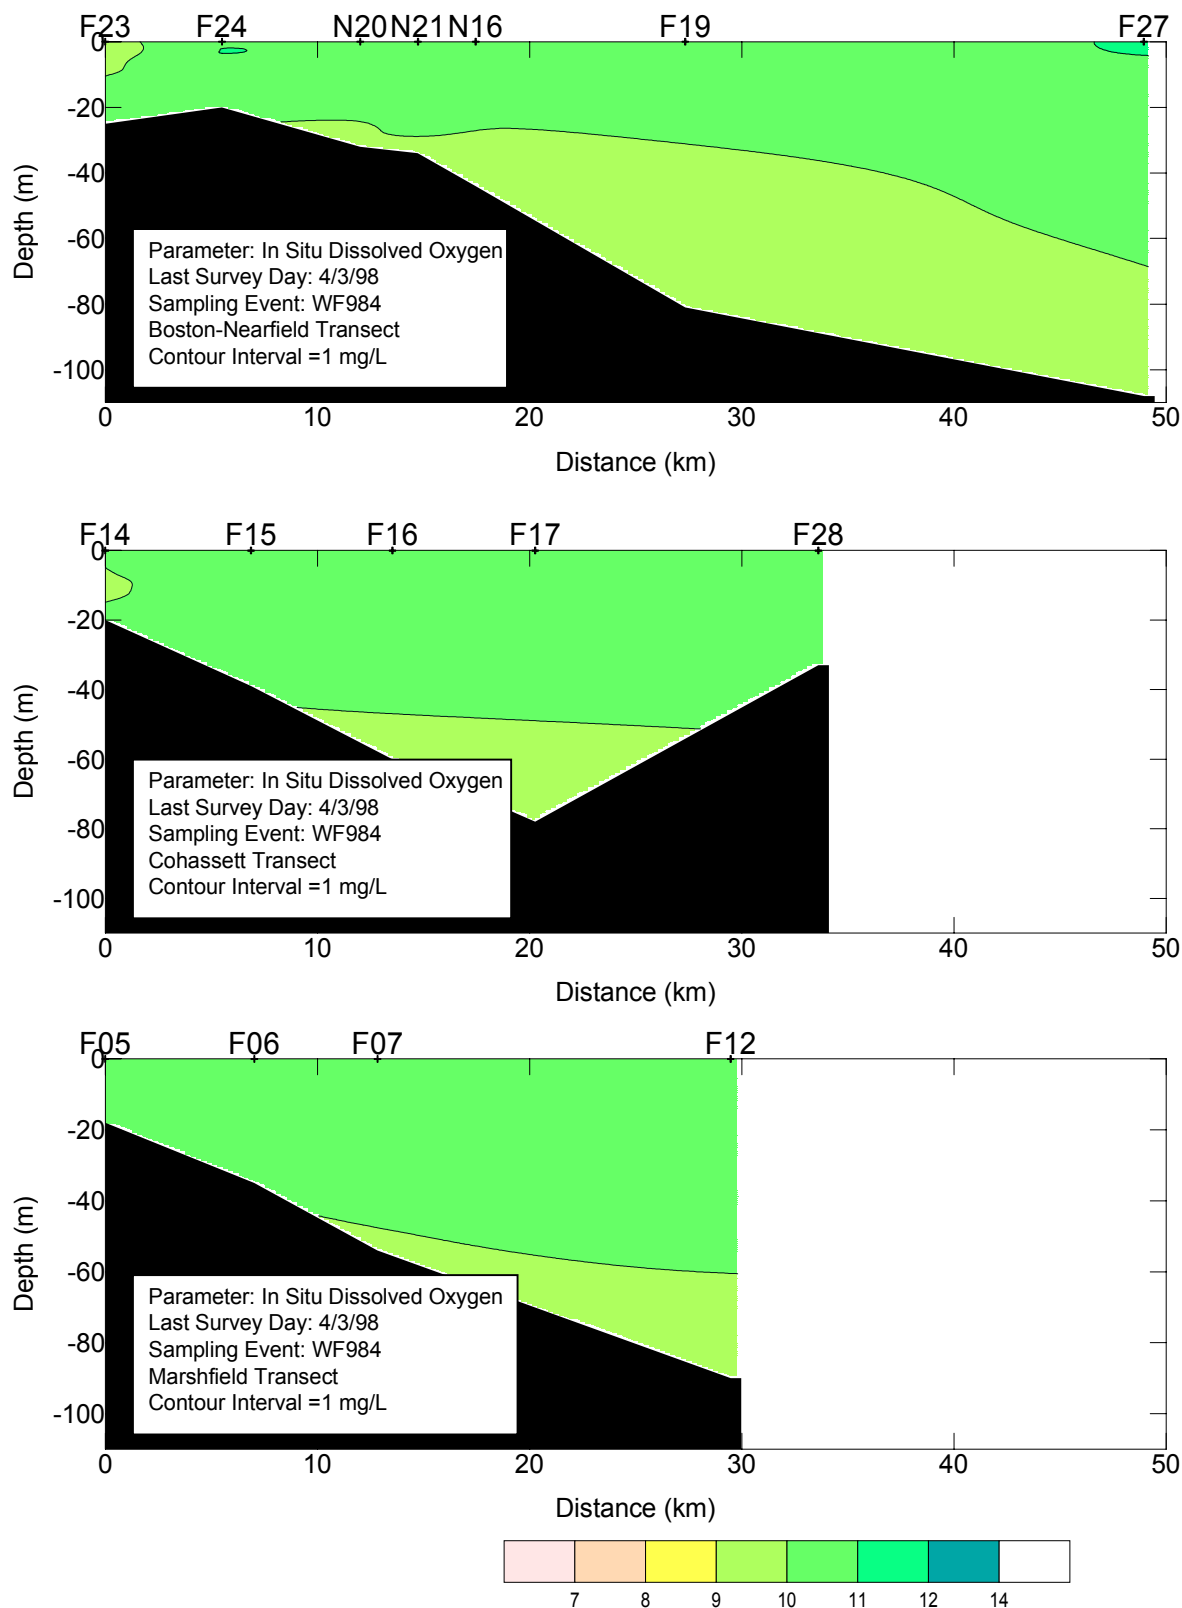 F23 F24 N20 N21 N16 F19 F27
0
-20
-40
-60
-80
-100
Depth (m)
Parameter: In Situ Dissolved Oxygen
Last Survey Day: 4/3/98
Sampling Event: WF984
Boston-Nearfield Transect
Contour Interval =1 mg/L
0 10 20 30 40 50
Distance (km)
F14 F15 F16 F17 F28
0
-20
-40
-60
-80
-100
Depth (m)
Parameter: In Situ Dissolved Oxygen
Last Survey Day: 4/3/98
Sampling Event: WF984
Cohassett Transect
Contour Interval =1 mg/L
0 10 20 30 40 50
Distance (km)
F05 F06 F07 F12
0
-20
-40
-60
-80
-100
Depth (m)
Parameter: In Situ Dissolved Oxygen
Last Survey Day: 4/3/98
Sampling Event: WF984
Marshfield Transect
Contour Interval =1 mg/L
0 10 20 30 40 50
Distance (km)
7 8 9 10 11 12 14